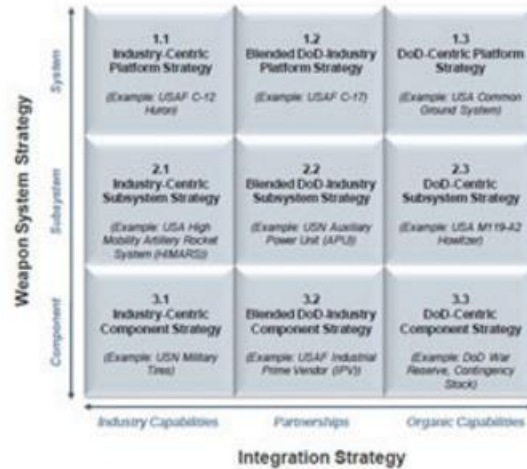 Weapon System Strategy
System
Subsystem
Component
1.1
Industry-Centric
Platform Strategy
(Example: USAF C-12
Huron)
1.2
Blended DoD-Industry
Platform Strategy
(Example: USAF C-17)
1.3
DoD-Centric Platform
Strategy
(Example: USA Common
Ground System)
2.1
Industry-Centric
Subsystem Strategy
(Example: USA High
Mobility Artillery Rocket
System (HIMARS))
2.2
Blended DoD-Industry
Subsystem Strategy
(Example: USN Auxiliary
Power Unit (APU))
2.3
DoD-Centric
Subsystem Strategy
(Example: USA M119-A2
Howitzer)
3.1
Industry-Centric
Component Strategy
(Example: USN Military
Tires)
3.2
Blended DoD-Industry
Component Strategy
(Example: USAF Industrial
Prime Vendor (IPV))
3.3
DoD-Centric
Component Strategy
(Example: DoD War
Reserve, Contingency
Stock)
Industry Capabilities
Partnerships
Organic Capabilities
Integration Strategy